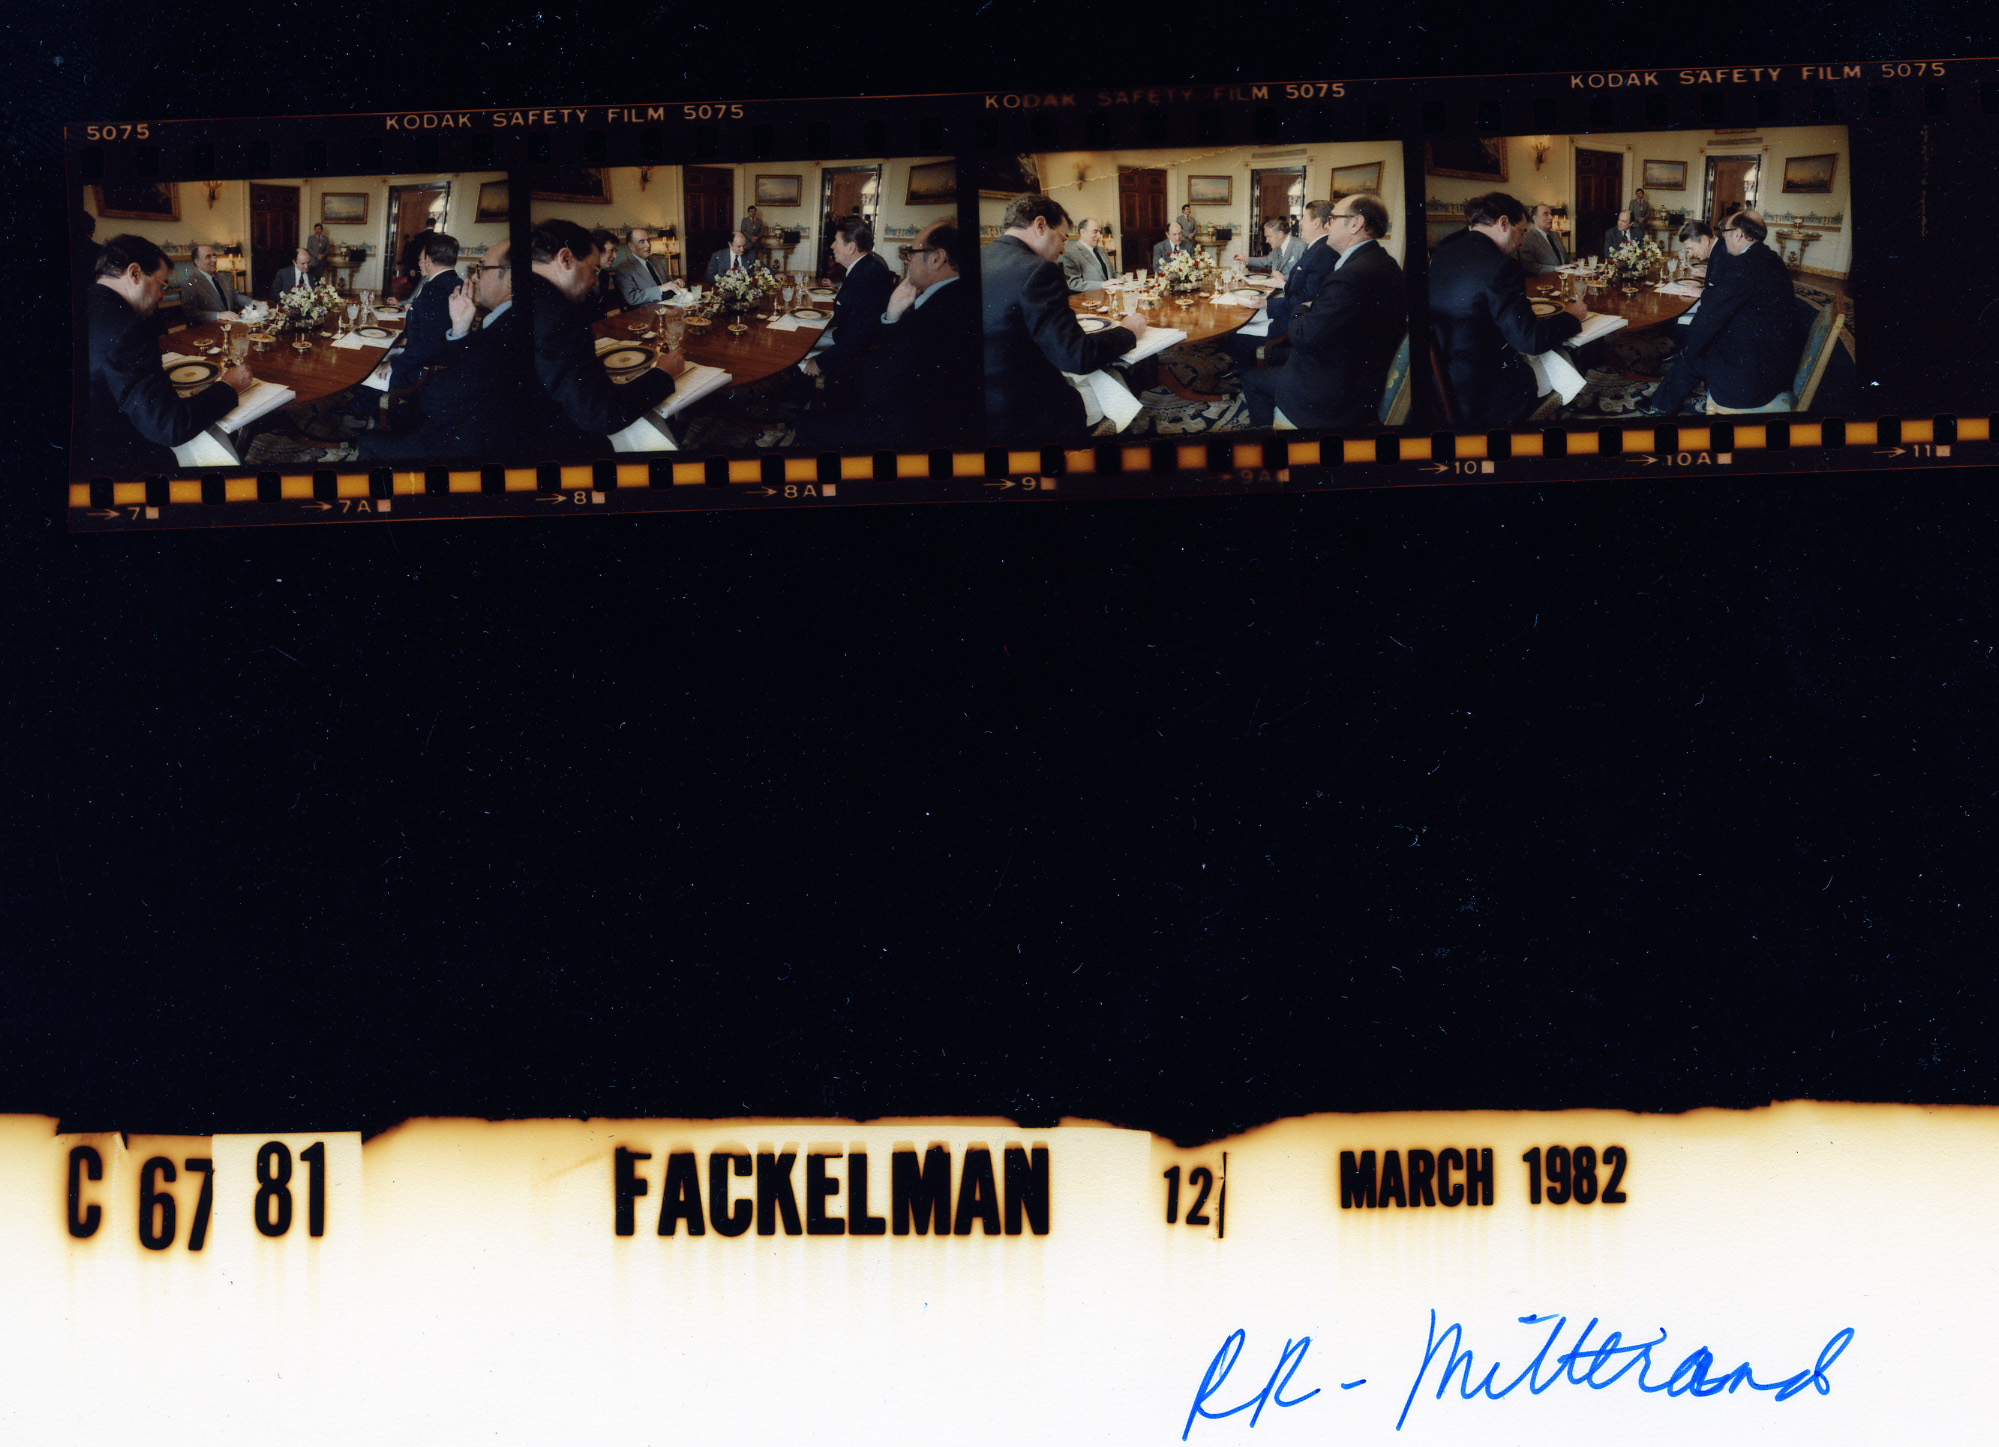 5075 KODAK SAFETY FILM 5075 KODAK SAFETY FILM 5075 KODAK SAFETY FILM 5075
→7 →7A →8 →8A →9 →9A →10 →10A →11
C 67 81 FACKELMAN 12 MARCH 1982
RR - Mitterand